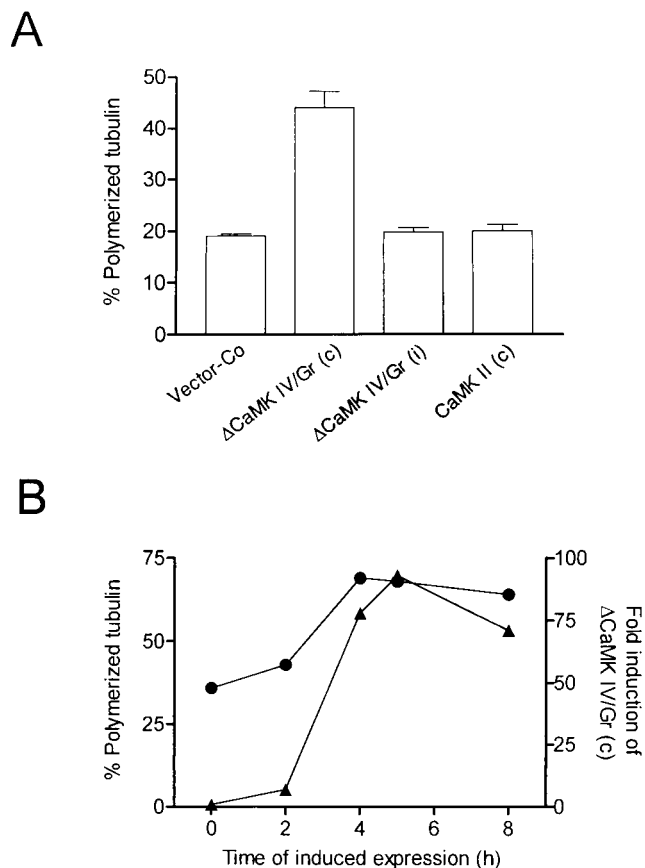 A
% Polymerized tubulin
50
40
30
20
10
0
Vector-Co
ΔCaMK IV/Gr (c)
ΔCaMK IV/Gr (i)
CaMK II (c)
B
% Polymerized tubulin
75
50
25
0
100
75
50
25
0
Fold induction of
ΔCaMK IV/Gr (c)
0 2 4 6 8
Time of induced expression (h)